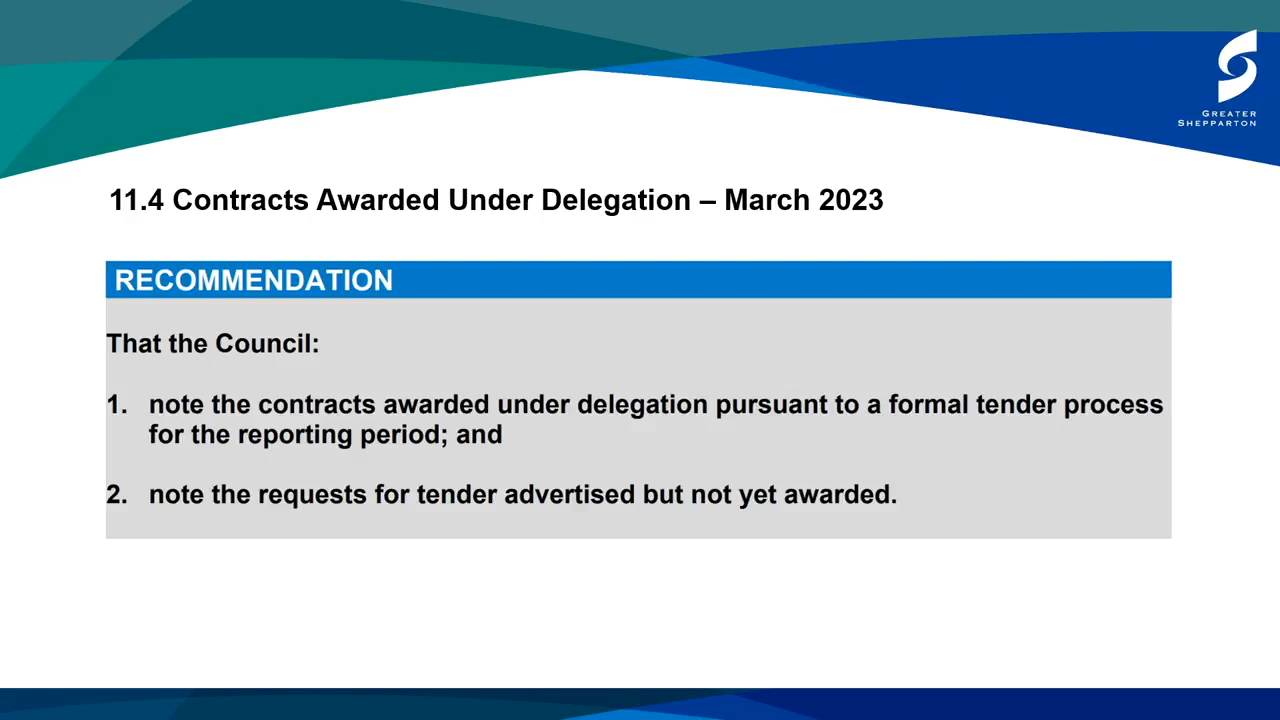 GREATER
SHEPPARTON
11.4 Contracts Awarded Under Delegation – March 2023
RECOMMENDATION
That the Council:
1. note the contracts awarded under delegation pursuant to a formal tender process
for the reporting period; and
2. note the requests for tender advertised but not yet awarded.